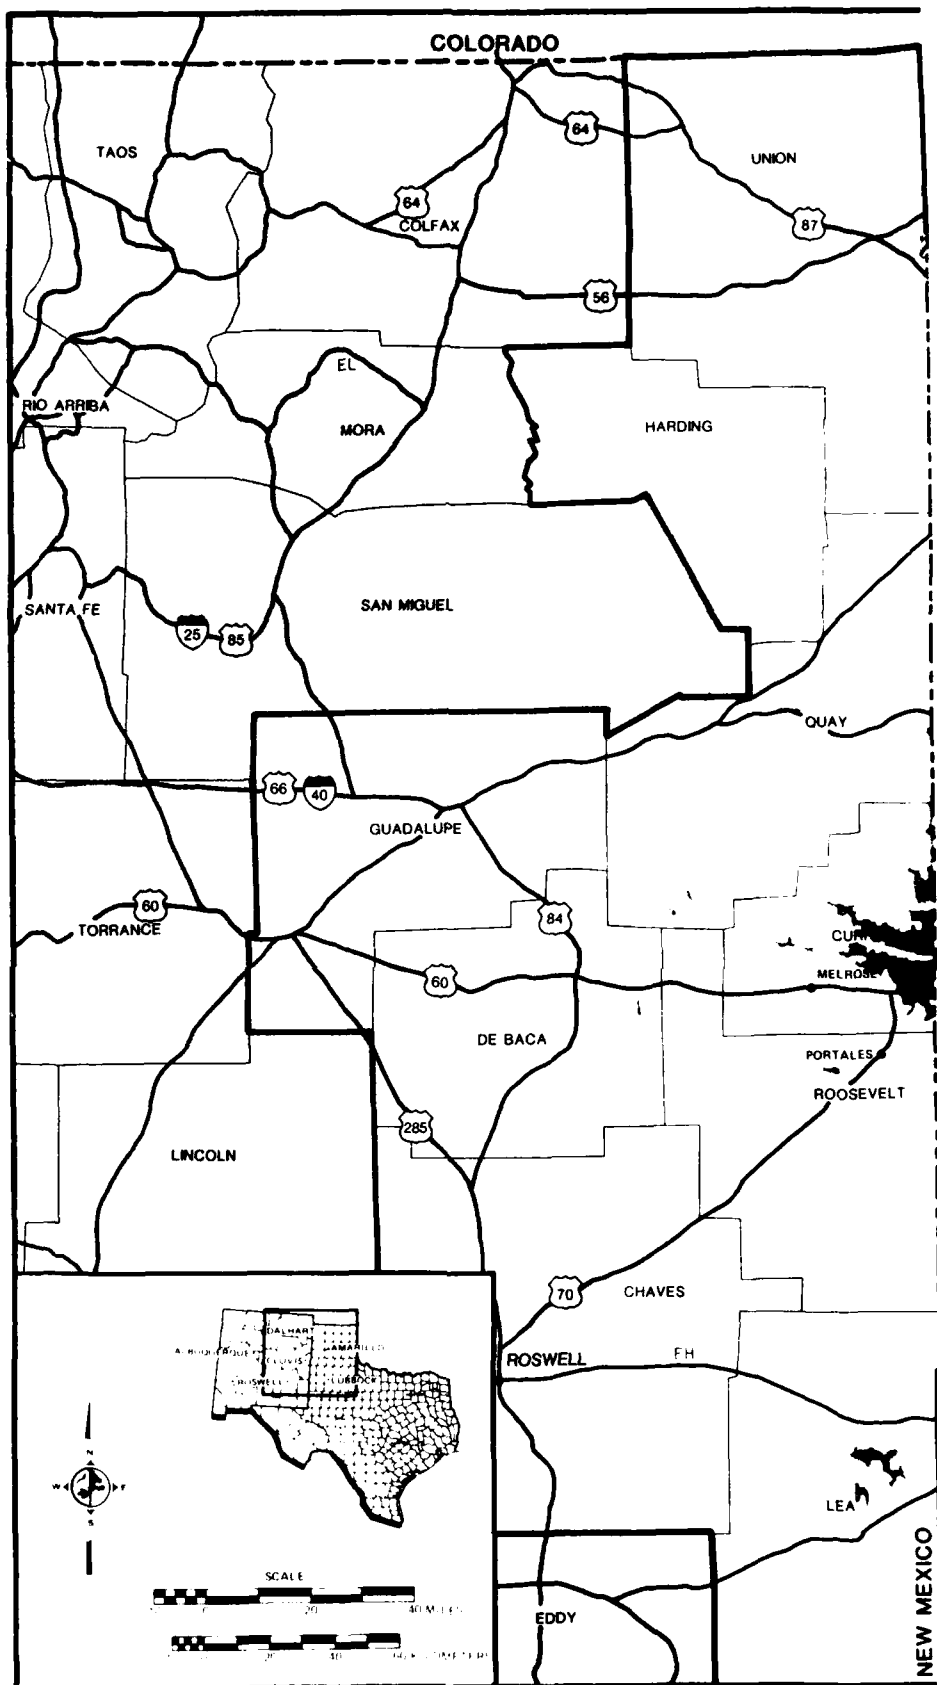 COLORADO
TAOS
64
UNION
64
COLFAX
87
56
EL
RIO ARRIBA
MORA
HARDING
SANTA FE
SAN MIGUEL
25
85
QUAY
66
40
GUADALUPE
60
84
TORRANCE
MELROSE
60
DE BACA
PORTALES
ROOSEVELT
285
LINCOLN
70
CHAVES
DALHART
ALBUQUERQUE
AMARILLO
CLOVIS
ROSWELL
LUBBOCK
ROSWELL
N
W
S
LEA
SCALE
20
40 MILES
EDDY
NEW MEXICO